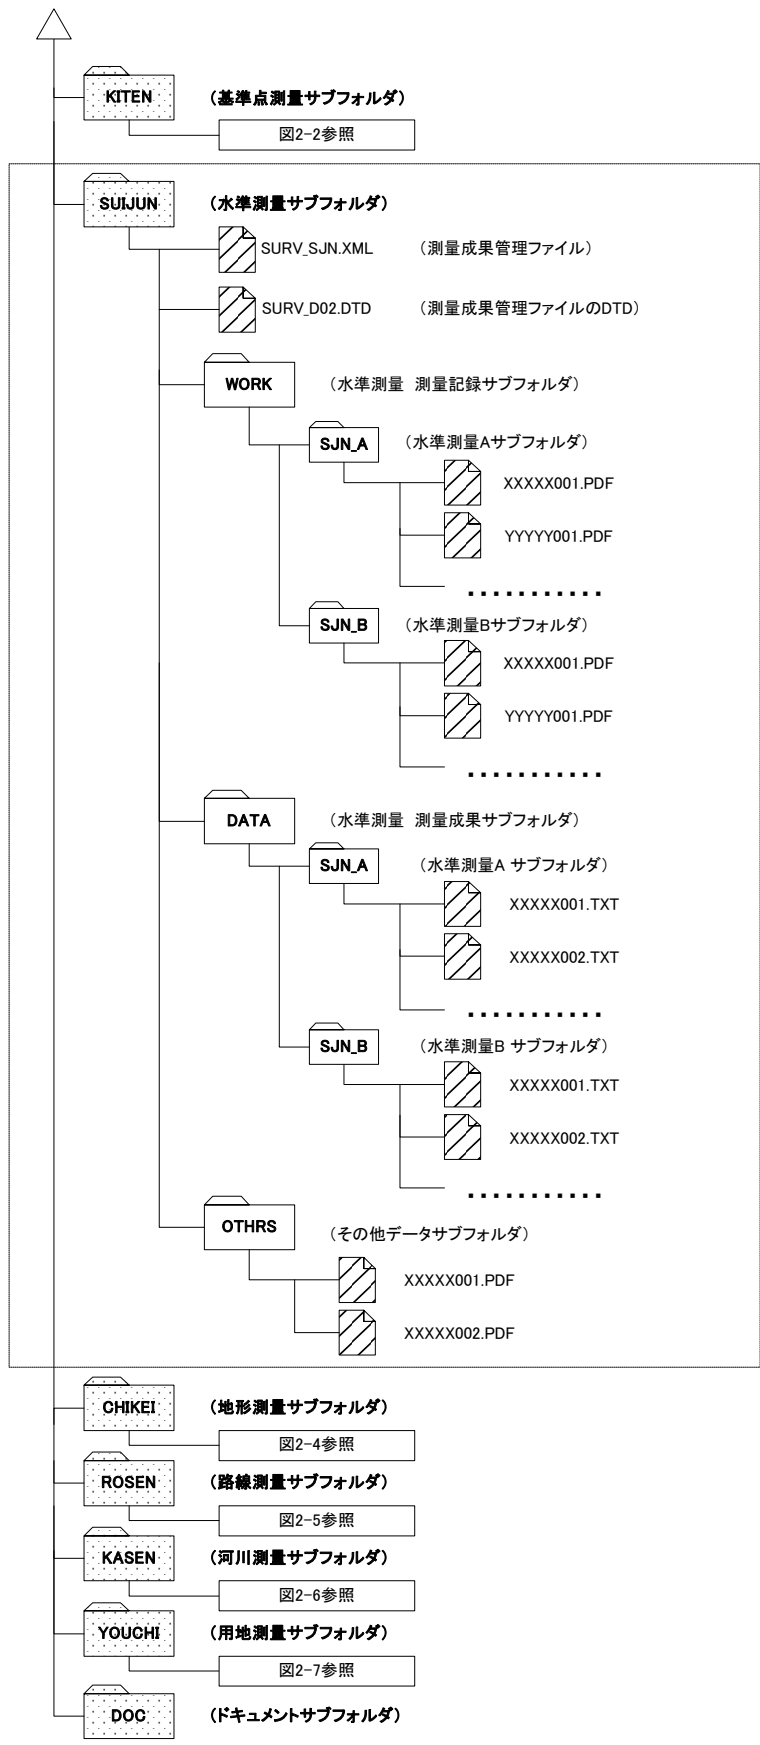 KITEN （基準点測量サブフォルダ）
図2-2参照
SUIJUN （水準測量サブフォルダ）
SURV_SJN.XML （測量成果管理ファイル）
SURV_D02.DTD （測量成果管理ファイルのDTD）
WORK （水準測量 測量記録サブフォルダ）
SJN_A （水準測量Aサブフォルダ）
XXXXX001.PDF
YYYYY001.PDF
...........
SJN_B （水準測量Bサブフォルダ）
XXXXX001.PDF
YYYYY001.PDF
...........
DATA （水準測量 測量成果サブフォルダ）
SJN_A （水準測量A サブフォルダ）
XXXXX001.TXT
XXXXX002.TXT
...........
SJN_B （水準測量B サブフォルダ）
XXXXX001.TXT
XXXXX002.TXT
...........
OTHRS （その他データサブフォルダ）
XXXXX001.PDF
XXXXX002.PDF
CHIKEI （地形測量サブフォルダ）
図2-4参照
ROSEN （路線測量サブフォルダ）
図2-5参照
KASEN （河川測量サブフォルダ）
図2-6参照
YOUCHI （用地測量サブフォルダ）
図2-7参照
DOC （ドキュメントサブフォルダ）